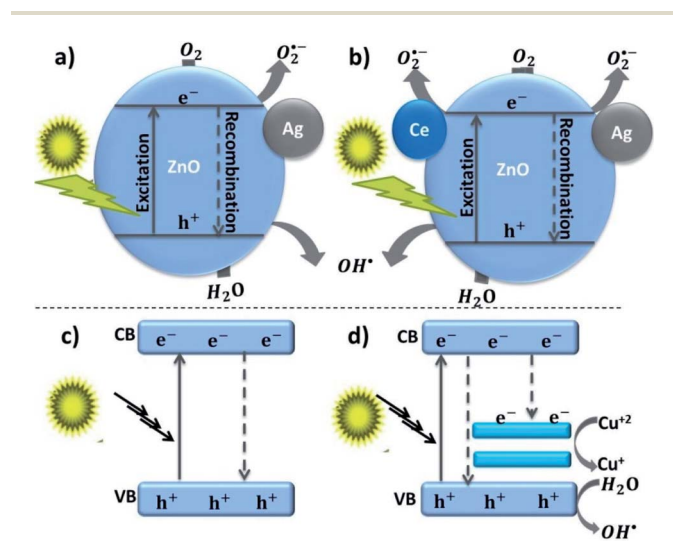 a)
O₂
O₂•−
e−
Ag
Excitation
ZnO
Recombination
h+
H₂O
OH•
b)
O₂•−
O₂
O₂•−
Ce
e−
Ag
Excitation
ZnO
Recombination
h+
H₂O
c)
CB e− e− e−
VB h+ h+ h+
d)
CB e− e− e−
e− e−
Cu+2
Cu+
VB h+ h+ h+
H₂O
OH•